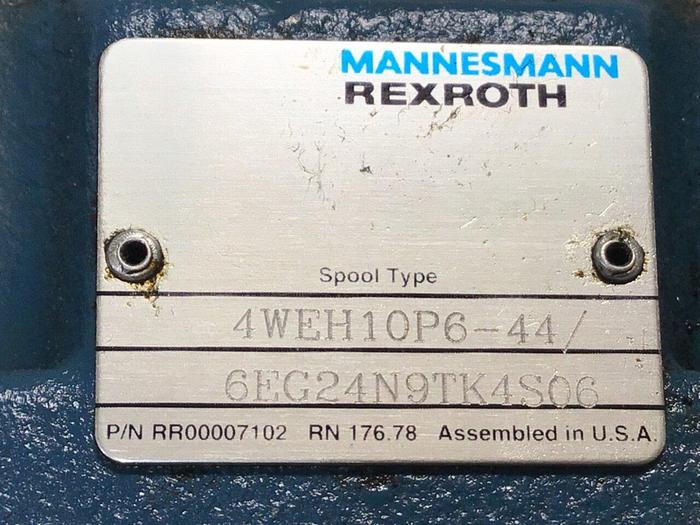 MANNESMANN
REXROTH
Spool Type
4WEH10P6-44/
6EG24N9TK4S06
P/N RR00007102 RN 176.78 Assembled in U.S.A.